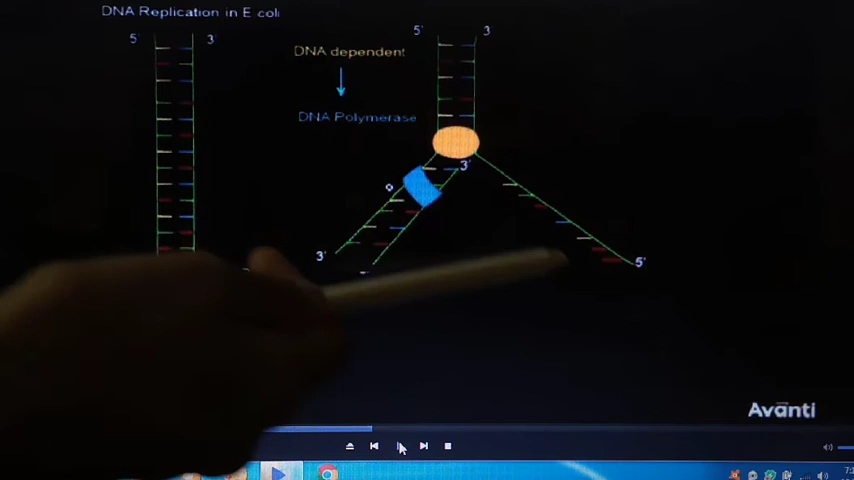 DNA Replication in E coli
5' 3'
5' 3'
DNA dependent
DNA Polymerase
3'
3'
5'
Avanti